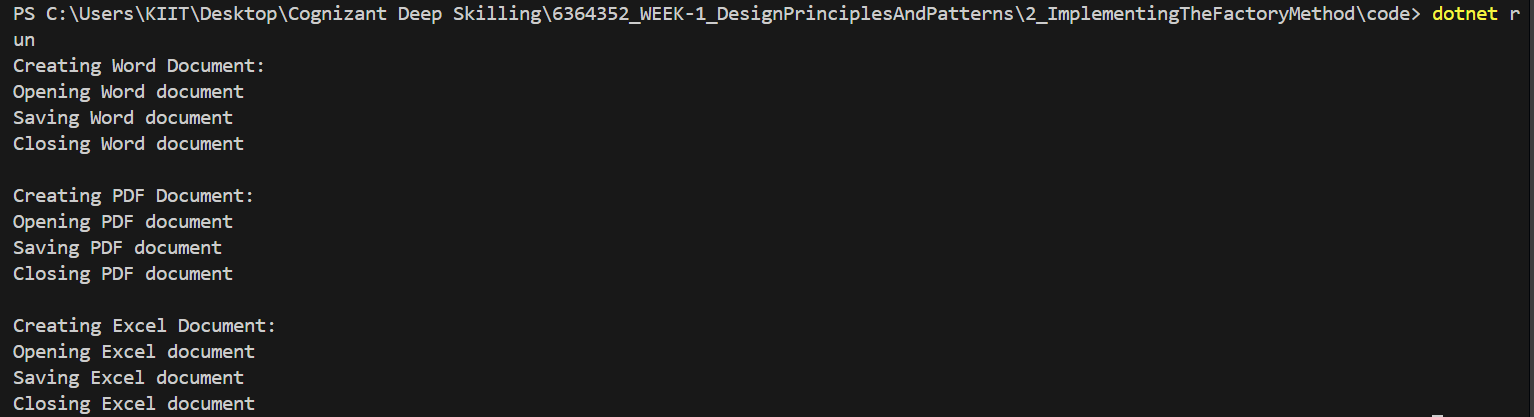 PS C:\Users\KIIT\Desktop\Cognizant Deep Skilling\6364352_WEEK-1_DesignPrinciplesAndPatterns\2_ImplementingTheFactoryMethod\code> dotnet r
un
Creating Word Document:
Opening Word document
Saving Word document
Closing Word document

Creating PDF Document:
Opening PDF document
Saving PDF document
Closing PDF document

Creating Excel Document:
Opening Excel document
Saving Excel document
Closing Excel document